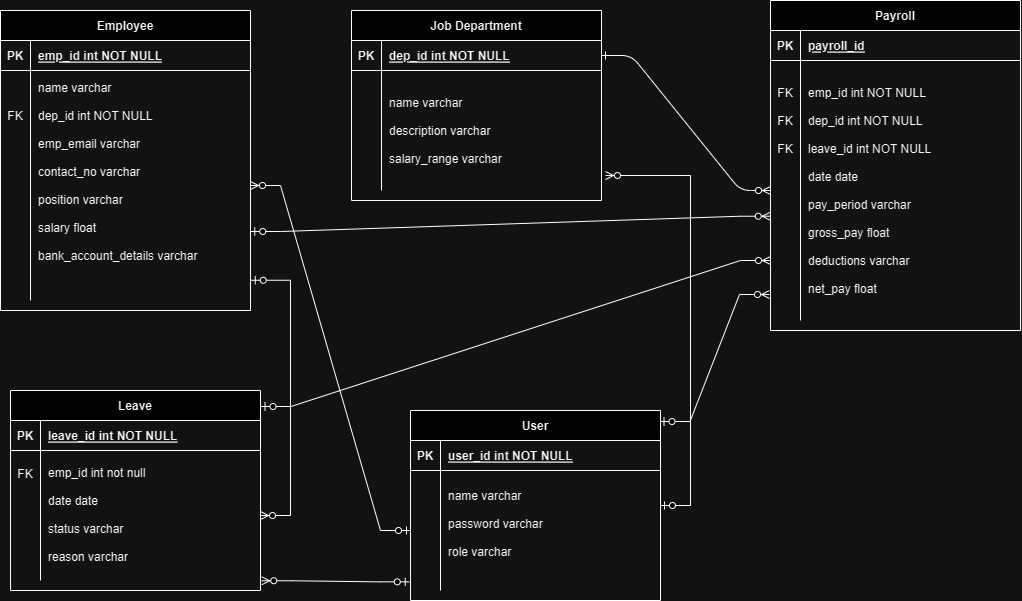 Employee
PK emp_id int NOT NULL
name varchar
FK dep_id int NOT NULL
emp_email varchar
contact_no varchar
position varchar
salary float
bank_account_details varchar
Job Department
PK dep_id int NOT NULL
name varchar
description varchar
salary_range varchar
Payroll
PK payroll_id
FK emp_id int NOT NULL
FK dep_id int NOT NULL
FK leave_id int NOT NULL
date date
pay_period varchar
gross_pay float
deductions varchar
net_pay float
Leave
PK leave_id int NOT NULL
FK emp_id int not null
date date
status varchar
reason varchar
User
PK user_id int NOT NULL
name varchar
password varchar
role varchar